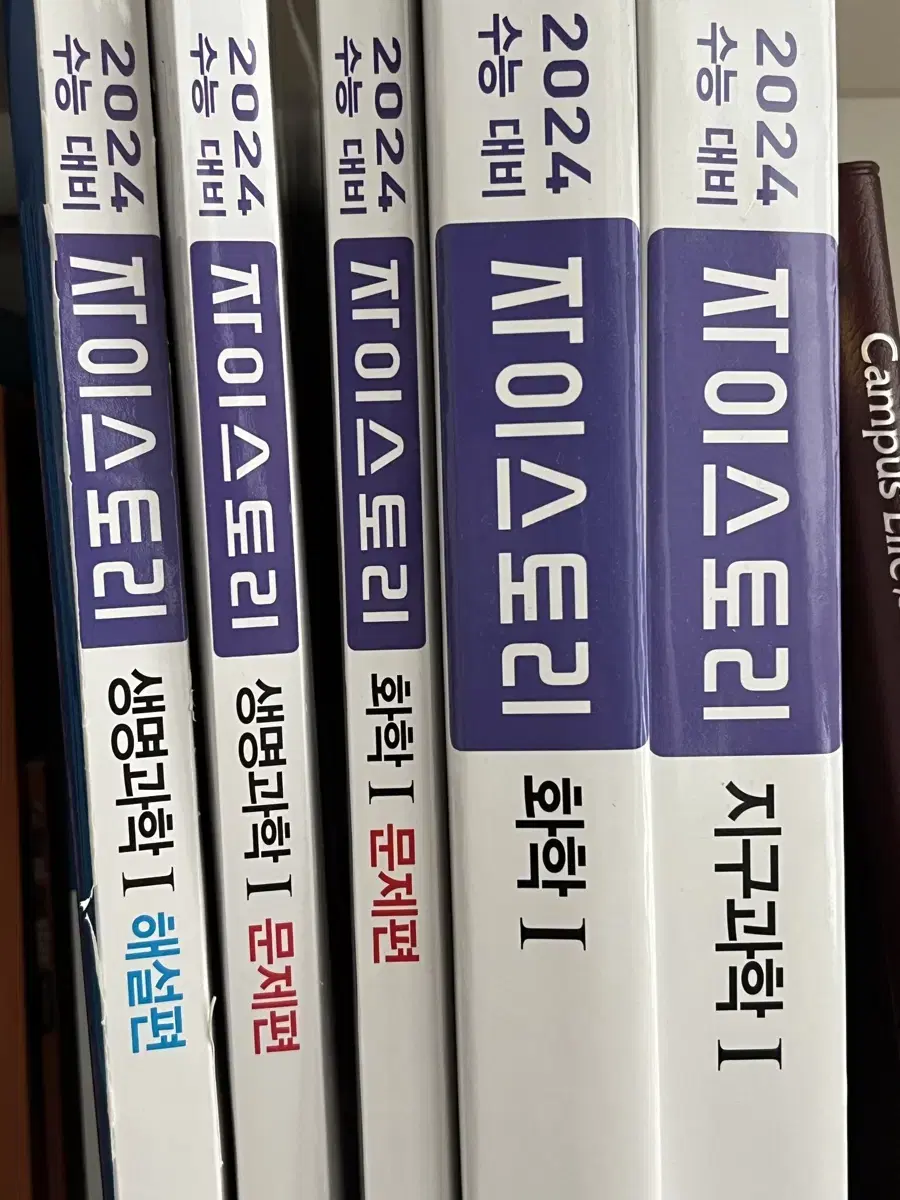 2024
수능 대비
자이스토리
생명과학 I 해설편
2024
수능 대비
자이스토리
생명과학 I 문제편
2024
수능 대비
자이스토리
화학 I 문제편
2024
수능 대비
자이스토리
화학 I
2024
수능 대비
자이스토리
지구과학 I
Campus